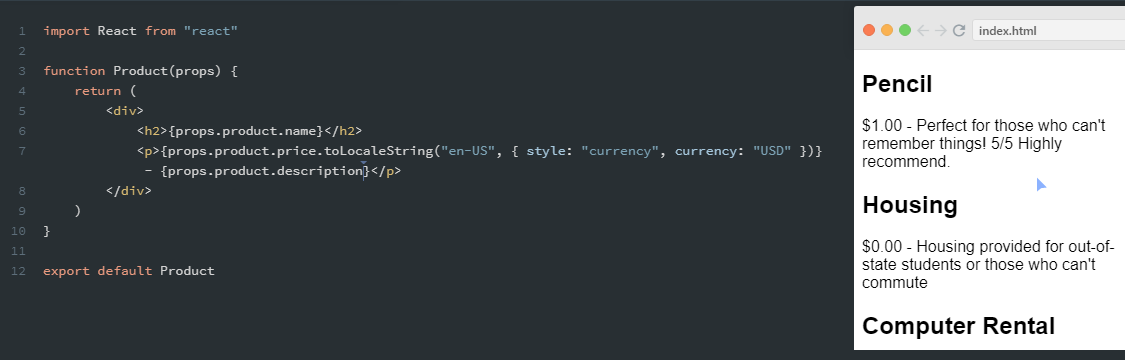 1 import React from "react"
2
3 function Product(props) {
4 return (
5 <div>
6 <h2>{props.product.name}</h2>
7 <p>{props.product.price.toLocaleString("en-US", { style: "currency", currency: "USD" })}
- {props.product.description}</p>
8 </div>
9 )
10 }
11
12 export default Product
index.html
Pencil
$1.00 - Perfect for those who can't
remember things! 5/5 Highly
recommend.
Housing
$0.00 - Housing provided for out-of-
state students or those who can't
commute
Computer Rental